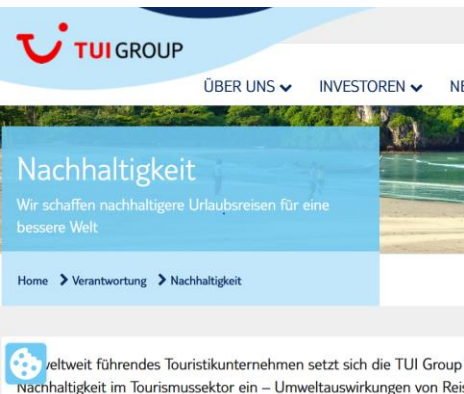 TUI GROUP
ÜBER UNS INVESTOREN
Nachhaltigkeit
Wir schaffen nachhaltigere Urlaubsreisen für eine
bessere Welt
Home > Verantwortung > Nachhaltigkeit
weltweit führendes Touristikunternehmen setzt sich die TUI Group
Nachhaltigkeit im Tourismussektor ein – Umweltauswirkungen von